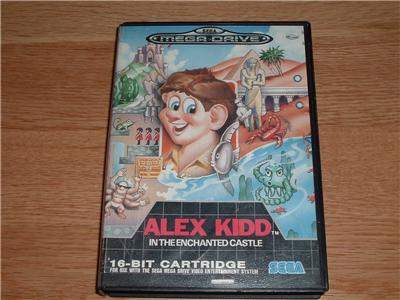 SEGA
MEGA-DRIVE
ALEX KIDD™
IN THE ENCHANTED CASTLE
16-BIT CARTRIDGE
FOR USE WITH THE SEGA MEGA DRIVE VIDEO ENTERTAINMENT SYSTEM
SEGA